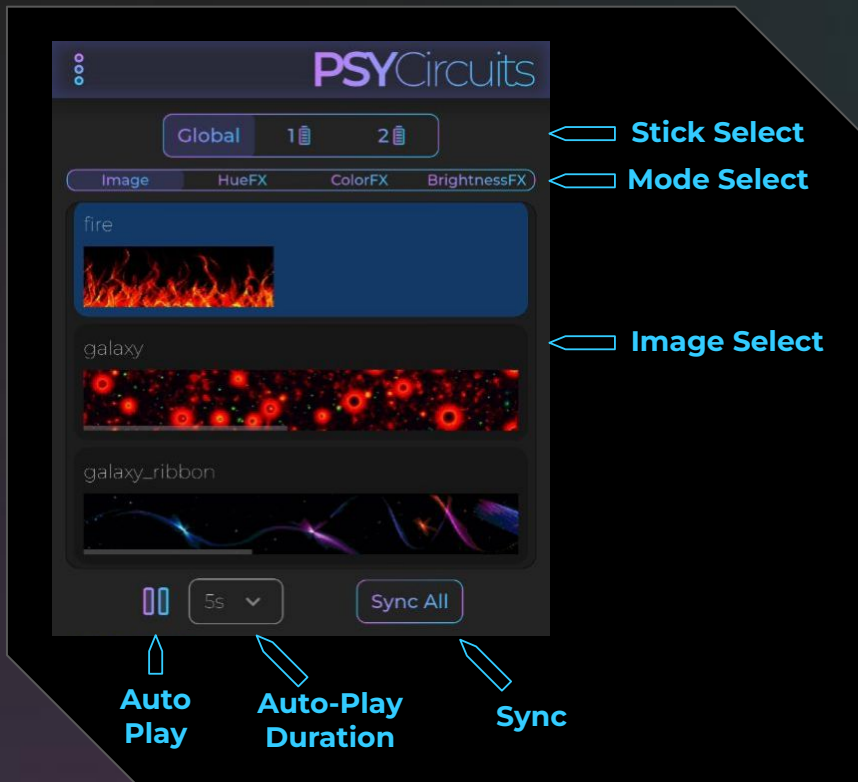 PSYCircuits
Global 1 2
Stick Select
Image HueFX ColorFX BrightnessFX
Mode Select
fire
galaxy
Image Select
galaxy_ribbon
5s Sync All
Auto
Play
Auto-Play
Duration
Sync